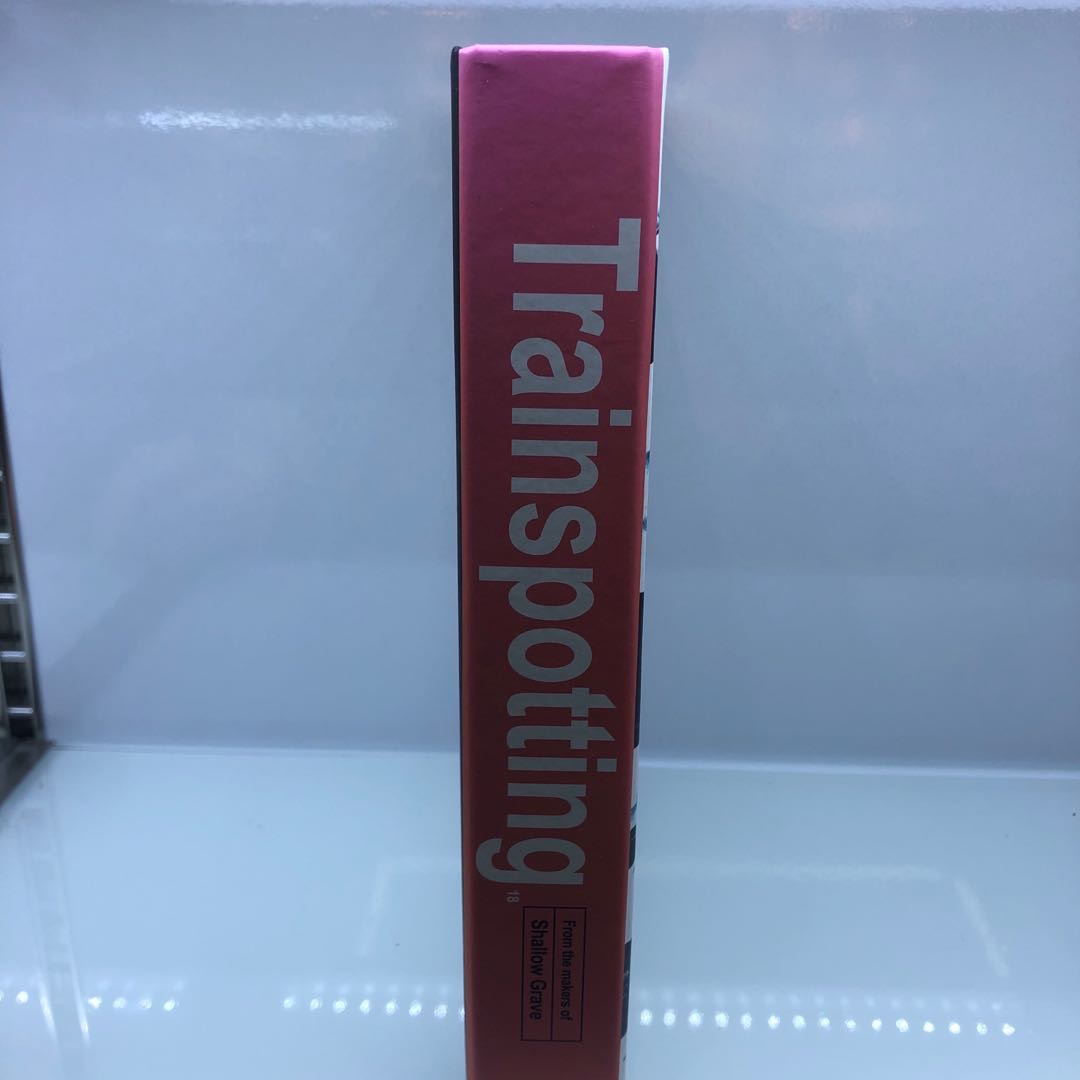 Trainspotting
18
From the makers of
Shallow Grave